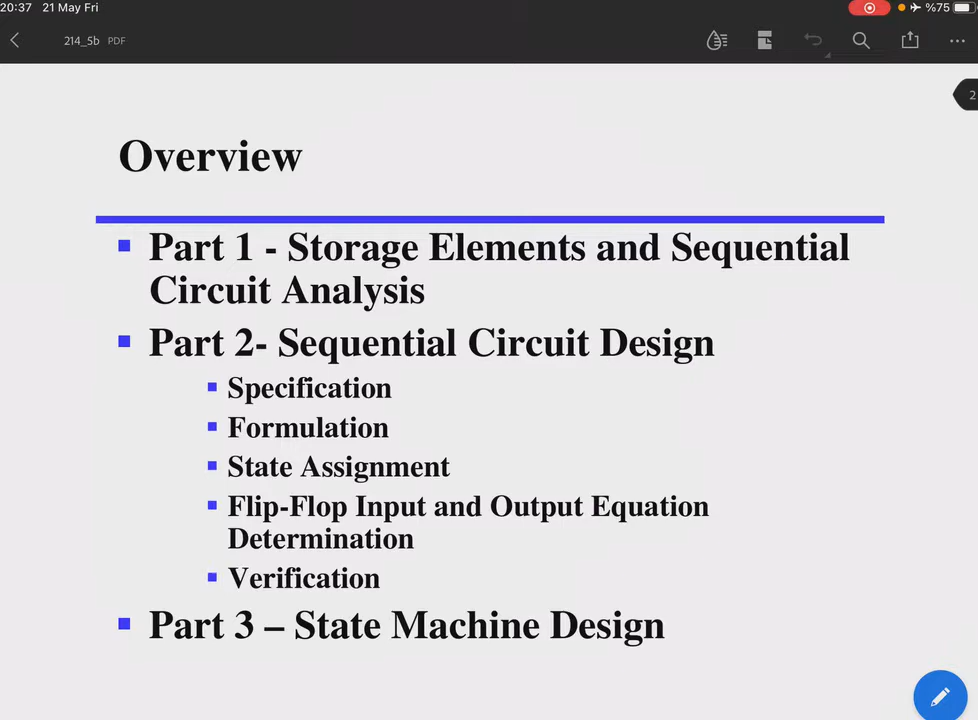 20:37 21 May Fri %75
214_5b PDF
2
Overview
Part 1 - Storage Elements and Sequential
Circuit Analysis
Part 2- Sequential Circuit Design
Specification
Formulation
State Assignment
Flip-Flop Input and Output Equation
Determination
Verification
Part 3 – State Machine Design